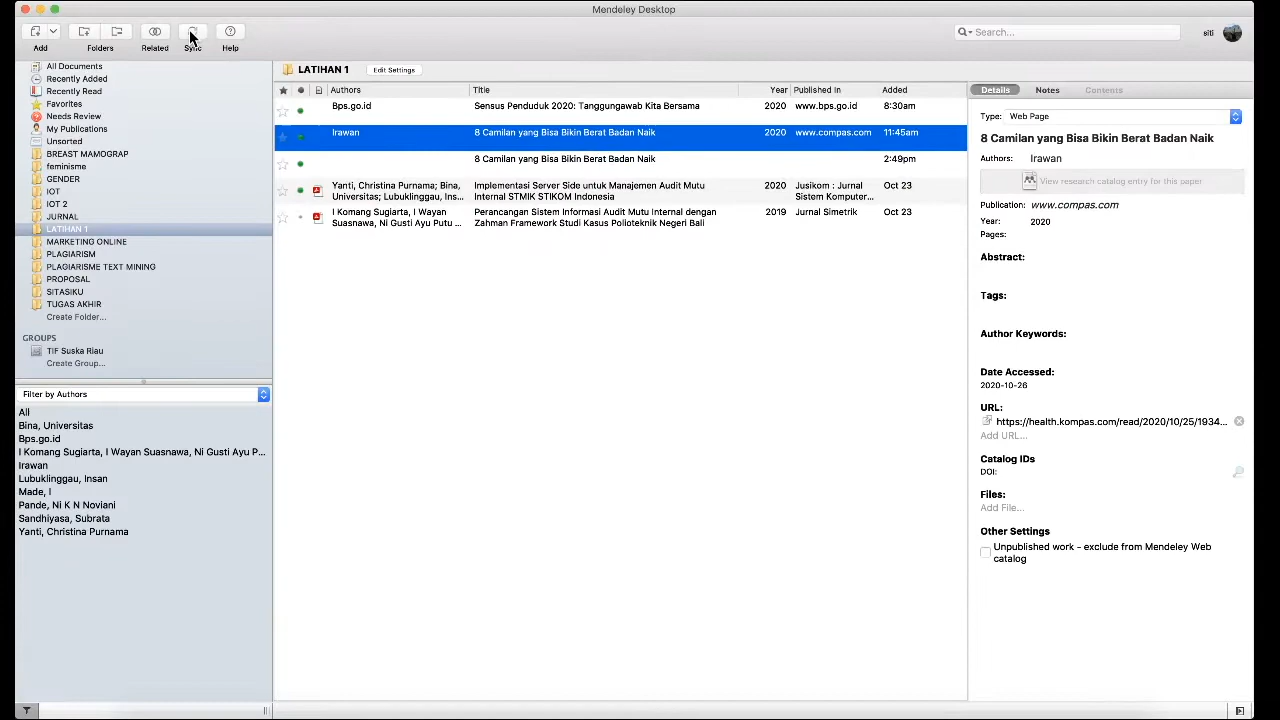 Mendeley Desktop
Add
Folders
Related
Sync
Help
Search...
siti
All Documents
Recently Added
Recently Read
Favorites
Needs Review
My Publications
Unsorted
BREAST MAMOGRAP
feminisme
GENDER
IOT
IOT 2
JURNAL
LATIHAN 1
MARKETING ONLINE
PLAGIARISM
PLAGIARISME TEXT MINING
PROPOSAL
SITASIKU
TUGAS AKHIR
Create Folder...
GROUPS
TIF Suska Riau
Create Group...
Filter by Authors
All
Bina, Universitas
Bps.go.id
I Komang Sugiarta, I Wayan Suasnawa, Ni Gusti Ayu P...
Irawan
Lubuklinggau, Insan
Made, I
Pande, Ni K N Noviani
Sandhiyasa, Subrata
Yanti, Christina Purnama
LATIHAN 1 Edit Settings
Authors Title Year Published In Added
Bps.go.id Sensus Penduduk 2020: Tanggungawab Kita Bersama 2020 www.bps.go.id 8:30am
Irawan 8 Camilan yang Bisa Bikin Berat Badan Naik 2020 www.compas.com 11:45am
8 Camilan yang Bisa Bikin Berat Badan Naik 2:49pm
Yanti, Christina Purnama; Bina, Implementasi Server Side untuk Manajemen Audit Mutu 2020 Jusikom : Jurnal Oct 23
Universitas; Lubuklinggau, Ins... Internal STMIK STIKOM Indonesia Sistem Komputer...
I Komang Sugiarta, I Wayan Perancangan Sistem Informasi Audit Mutu Internal dengan 2019 Jurnal Simetrik Oct 23
Suasnawa, Ni Gusti Ayu Putu ... Zahman Framework Studi Kasus Polioteknik Negeri Bali
Details Notes Contents
Type: Web Page
8 Camilan yang Bisa Bikin Berat Badan Naik
Authors: Irawan
View research catalog entry for this paper
Publication: www.compas.com
Year: 2020
Pages:
Abstract:
Tags:
Author Keywords:
Date Accessed:
2020-10-26
URL:
https://health.kompas.com/read/2020/10/25/1934...
Add URL...
Catalog IDs
DOI:
Files:
Add File...
Other Settings
Unpublished work - exclude from Mendeley Web
catalog